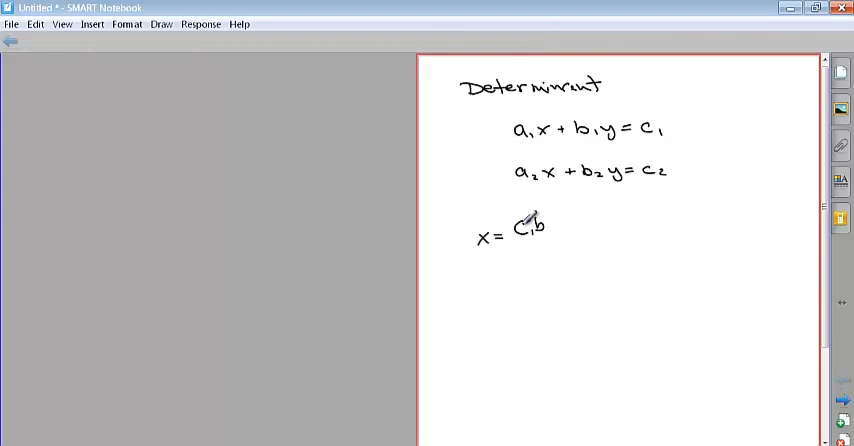 Untitled * - SMART Notebook
File Edit View Insert Format Draw Response Help
Determinant
a₁x + b₁y = c₁
a₂x + b₂y = c₂
x = c₁b